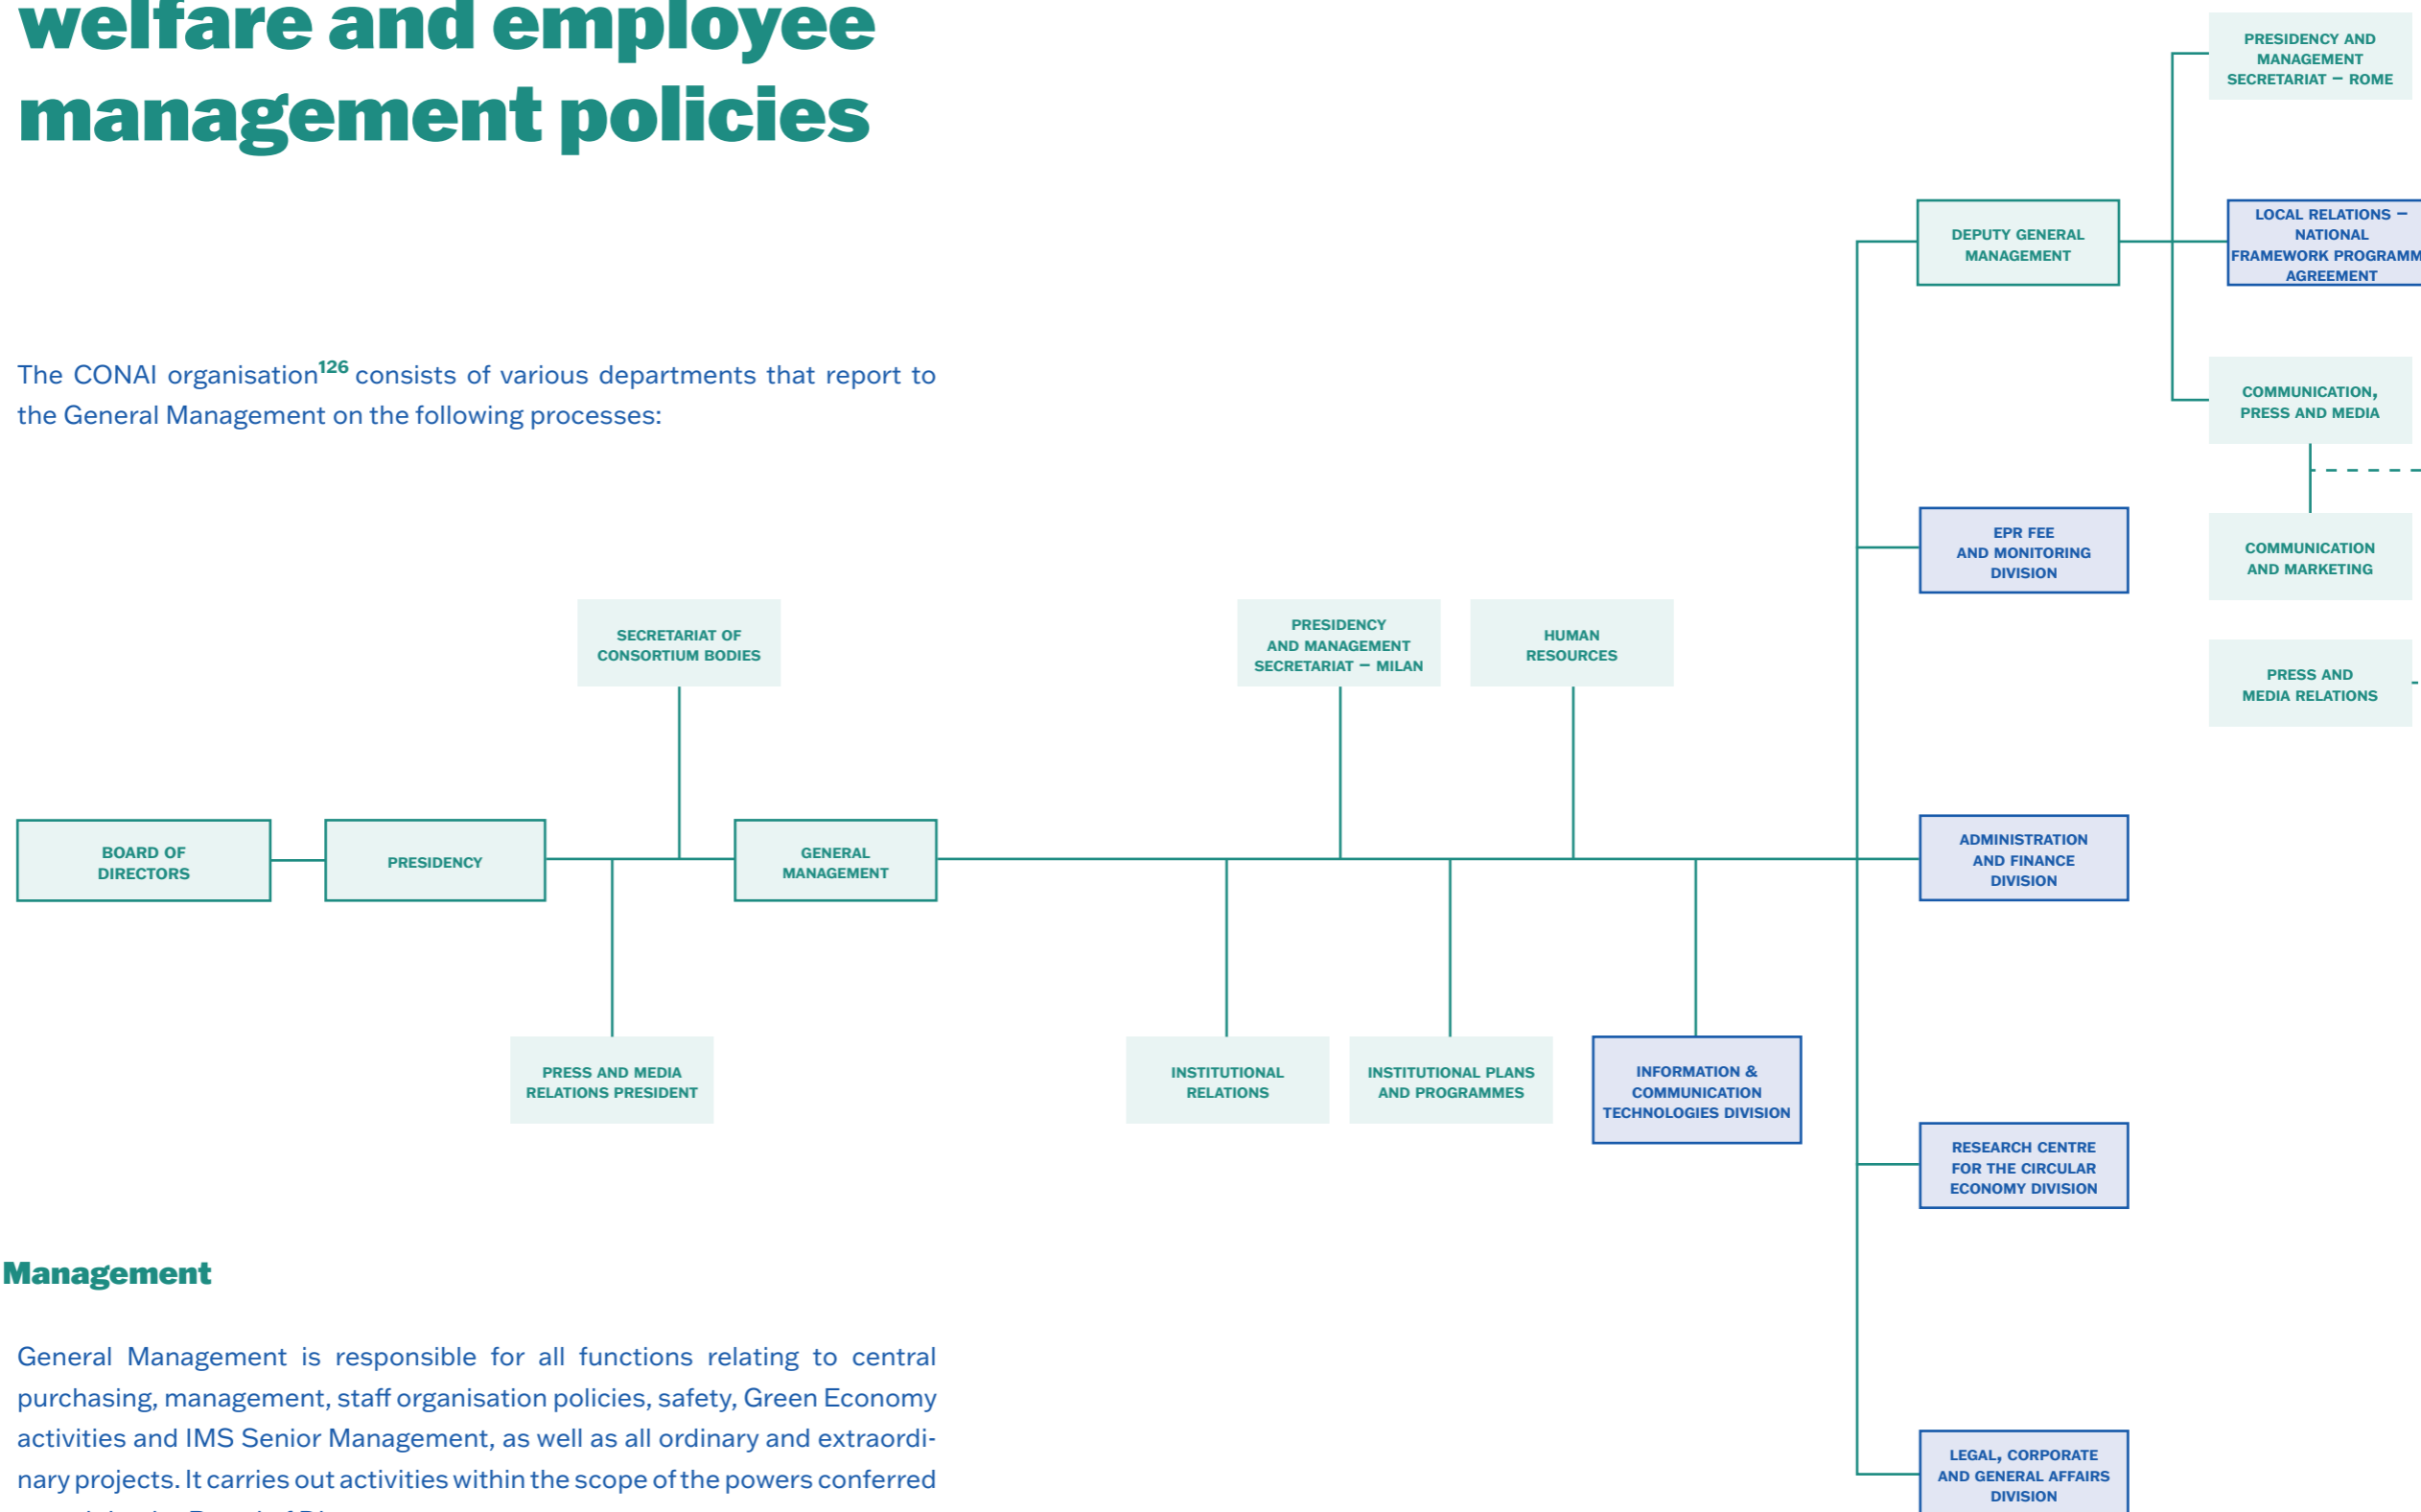 welfare and employee
management policies
The CONAI organisation126 consists of various departments that report to
the General Management on the following processes:
PRESIDENCY AND
MANAGEMENT
SECRETARIAT – ROME
DEPUTY GENERAL
MANAGEMENT
LOCAL RELATIONS –
NATIONAL
FRAMEWORK PROGRAMM
AGREEMENT
COMMUNICATION,
PRESS AND MEDIA
EPR FEE
AND MONITORING
DIVISION
COMMUNICATION
AND MARKETING
SECRETARIAT OF
CONSORTIUM BODIES
PRESIDENCY
AND MANAGEMENT
SECRETARIAT – MILAN
HUMAN
RESOURCES
PRESS AND
MEDIA RELATIONS
BOARD OF
DIRECTORS
PRESIDENCY
GENERAL
MANAGEMENT
ADMINISTRATION
AND FINANCE
DIVISION
PRESS AND MEDIA
RELATIONS PRESIDENT
INSTITUTIONAL
RELATIONS
INSTITUTIONAL PLANS
AND PROGRAMMES
INFORMATION &
COMMUNICATION
TECHNOLOGIES DIVISION
RESEARCH CENTRE
FOR THE CIRCULAR
ECONOMY DIVISION
LEGAL, CORPORATE
AND GENERAL AFFAIRS
DIVISION
Management
General Management is responsible for all functions relating to central
purchasing, management, staff organisation policies, safety, Green Economy
activities and IMS Senior Management, as well as all ordinary and extraordi-
nary projects. It carries out activities within the scope of the powers conferred